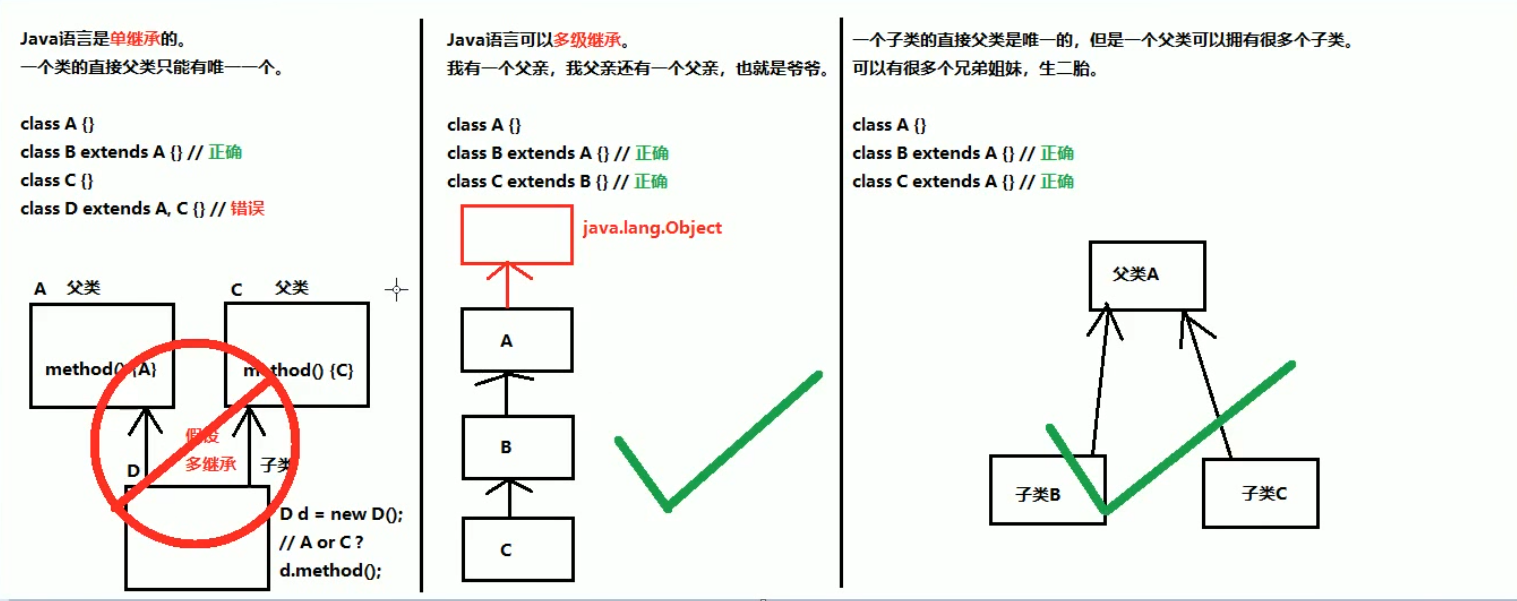 Java语言是单继承的。
一个类的直接父类只能有唯一一个。
class A {}
class B extends A {} // 正确
class C {}
class D extends A, C {} // 错误
A 父类
C 父类
method() {A}
method() {C}
假设
多继承
D
子类
D d = new D();
// A or C ?
d.method();
Java语言可以多级继承。
我有一个父亲，我父亲还有一个父亲，也就是爷爷。
class A {}
class B extends A {} // 正确
class C extends B {} // 正确
java.lang.Object
A
B
C
一个子类的直接父类是唯一的，但是一个父类可以拥有很多个子类。
可以有很多个兄弟姐妹，生二胎。
class A {}
class B extends A {} // 正确
class C extends A {} // 正确
父类A
子类B
子类C